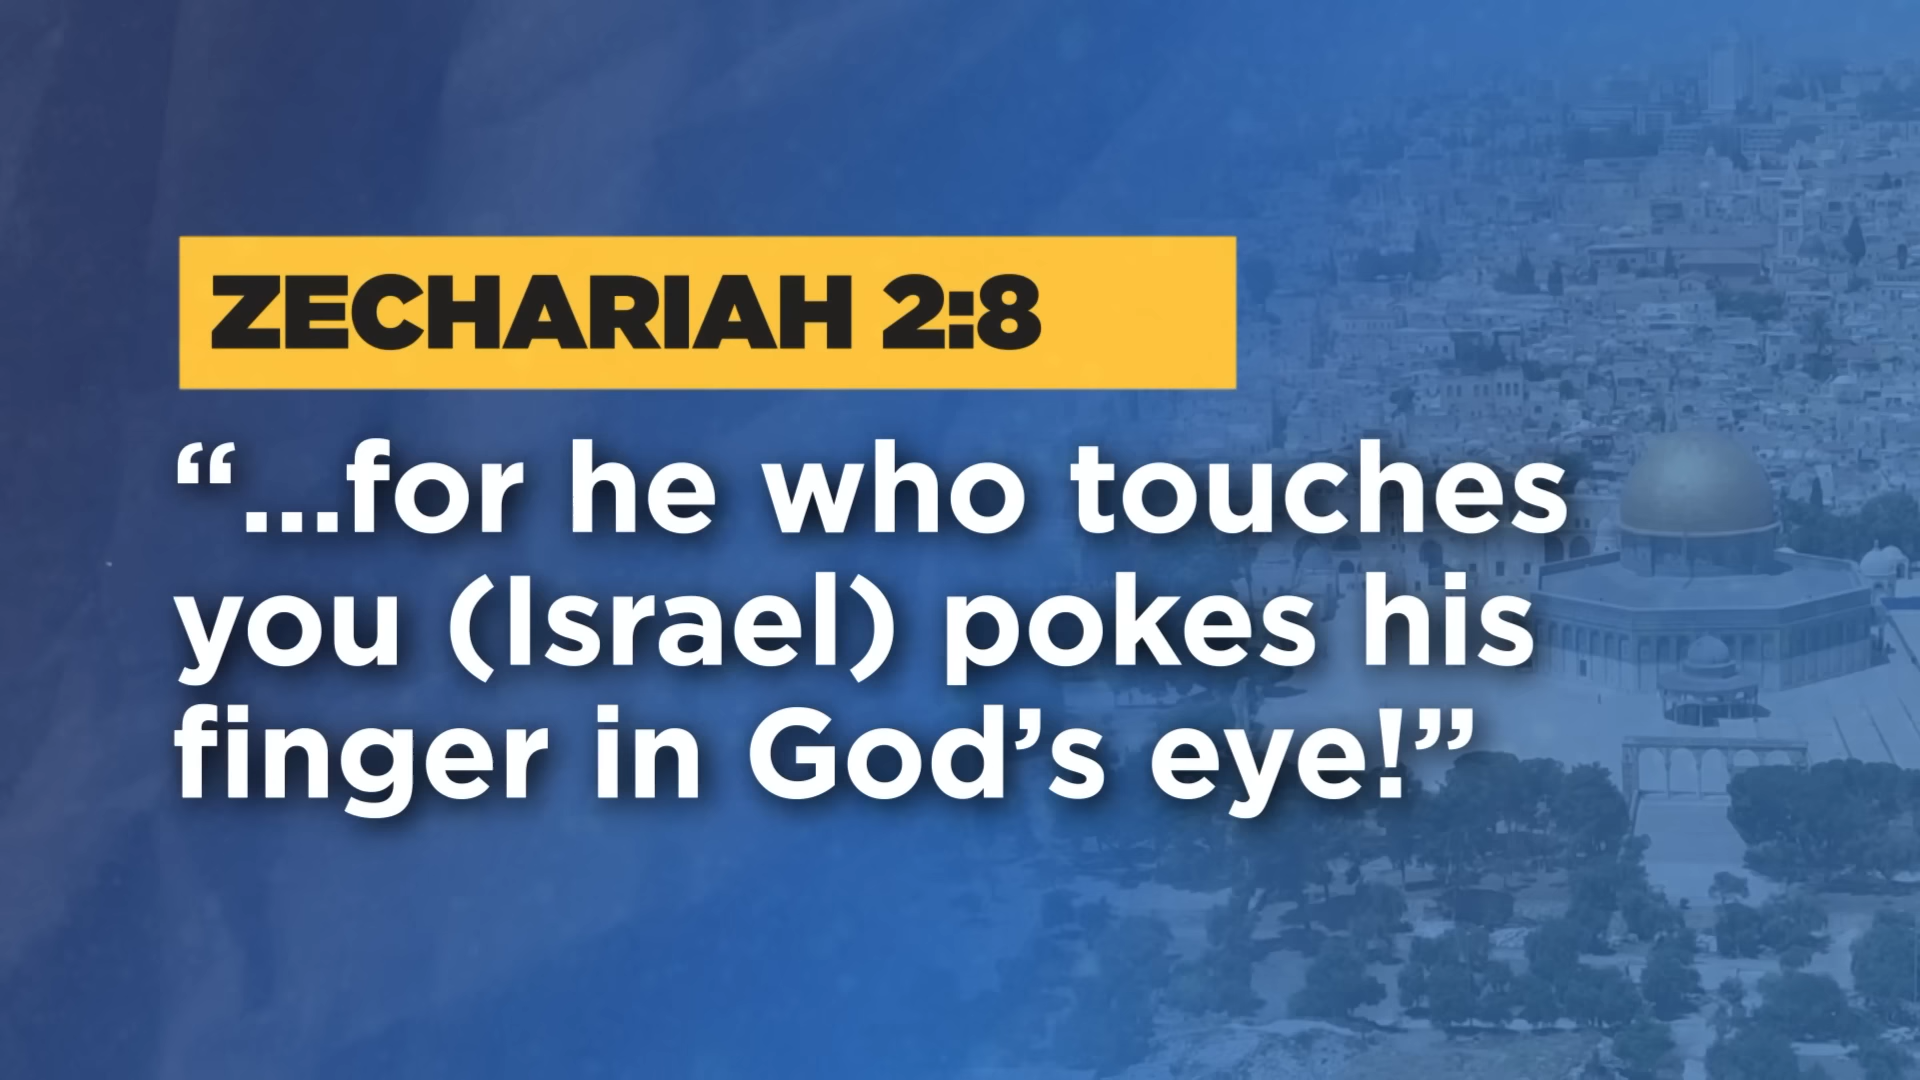 ZECHARIAH 2:8
“...for he who touches
you (Israel) pokes his
finger in God’s eye!”